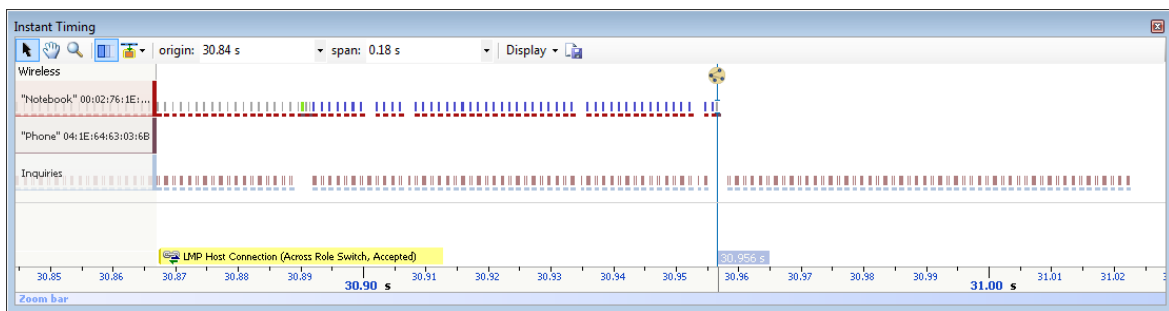 Instant Timing
origin: 30.84 s span: 0.18 s Display
Wireless
"Notebook" 00:02:76:1E:...
"Phone" 04:1E:64:63:03:6B
Inquiries
LMP Host Connection (Across Role Switch, Accepted)
30.956 s
30.85 30.86 30.87 30.88 30.89 30.90 s 30.91 30.92 30.93 30.94 30.95 30.96 30.97 30.98 30.99 31.00 s 31.01 31.02
Zoom bar